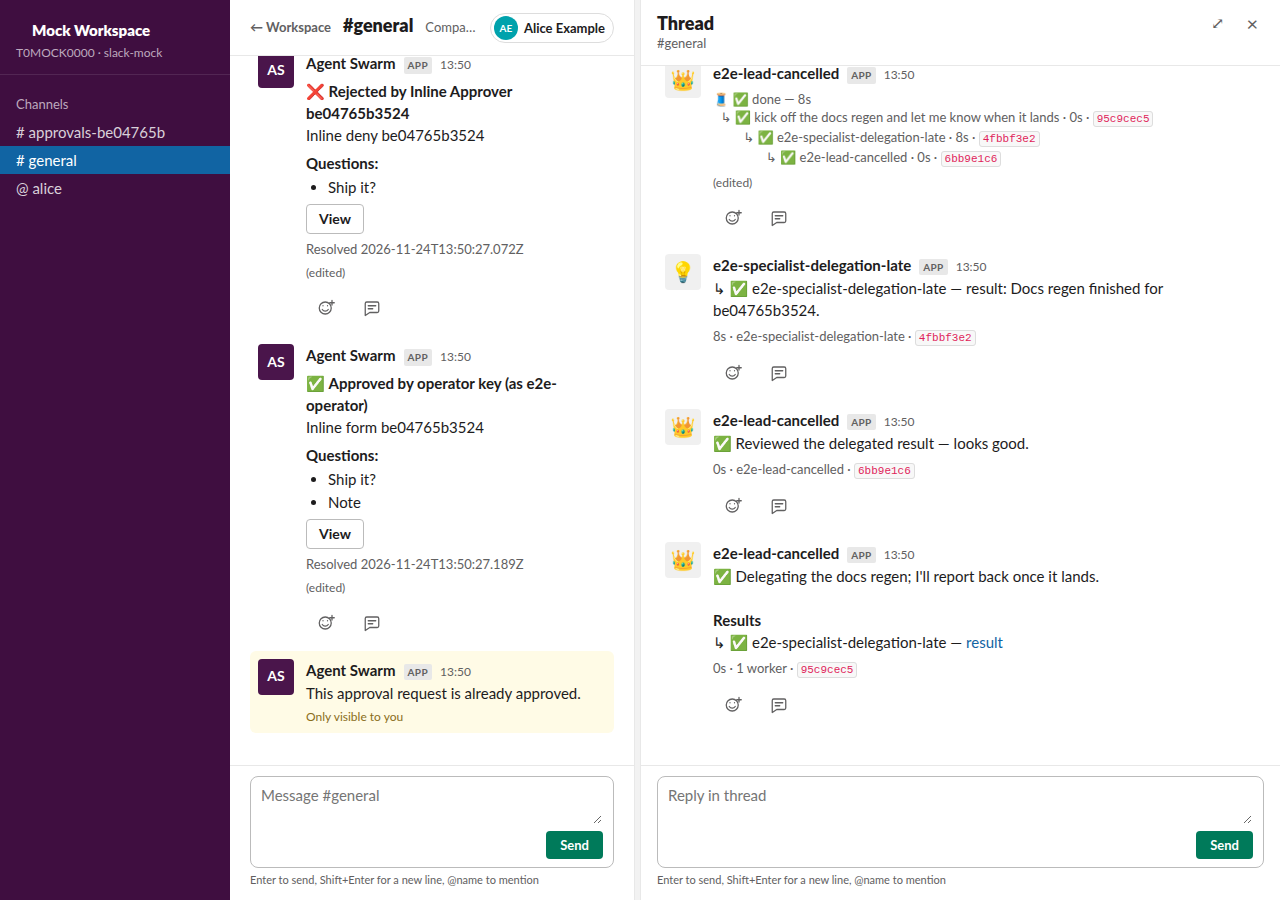 Mock Workspace
T0MOCK0000 · slack-mock
Channels
# approvals-be04765b
# general
@ alice
← Workspace #general Compa... AE Alice Example
AS Agent Swarm APP 13:50
❌ Rejected by Inline Approver
be04765b3524
Inline deny be04765b3524
Questions:
• Ship it?
View
Resolved 2026-11-24T13:50:27.072Z
(edited)
AS Agent Swarm APP 13:50
✅ Approved by operator key (as e2e-
operator)
Inline form be04765b3524
Questions:
• Ship it?
• Note
View
Resolved 2026-11-24T13:50:27.189Z
(edited)
AS Agent Swarm APP 13:50
This approval request is already approved.
Only visible to you
Message #general
Send
Enter to send, Shift+Enter for a new line, @name to mention
Thread
#general
e2e-lead-cancelled APP 13:50
🧵 ✅ done — 8s
↳ ✅ kick off the docs regen and let me know when it lands · 0s · 95c9cec5
↳ ✅ e2e-specialist-delegation-late · 8s · 4fbbf3e2
↳ ✅ e2e-lead-cancelled · 0s · 6bb9e1c6
(edited)
e2e-specialist-delegation-late APP 13:50
↳ ✅ e2e-specialist-delegation-late — result: Docs regen finished for
be04765b3524.
8s · e2e-specialist-delegation-late · 4fbbf3e2
e2e-lead-cancelled APP 13:50
✅ Reviewed the delegated result — looks good.
0s · e2e-lead-cancelled · 6bb9e1c6
e2e-lead-cancelled APP 13:50
✅ Delegating the docs regen; I'll report back once it lands.
Results
↳ ✅ e2e-specialist-delegation-late — result
0s · 1 worker · 95c9cec5
Reply in thread
Send
Enter to send, Shift+Enter for a new line, @name to mention